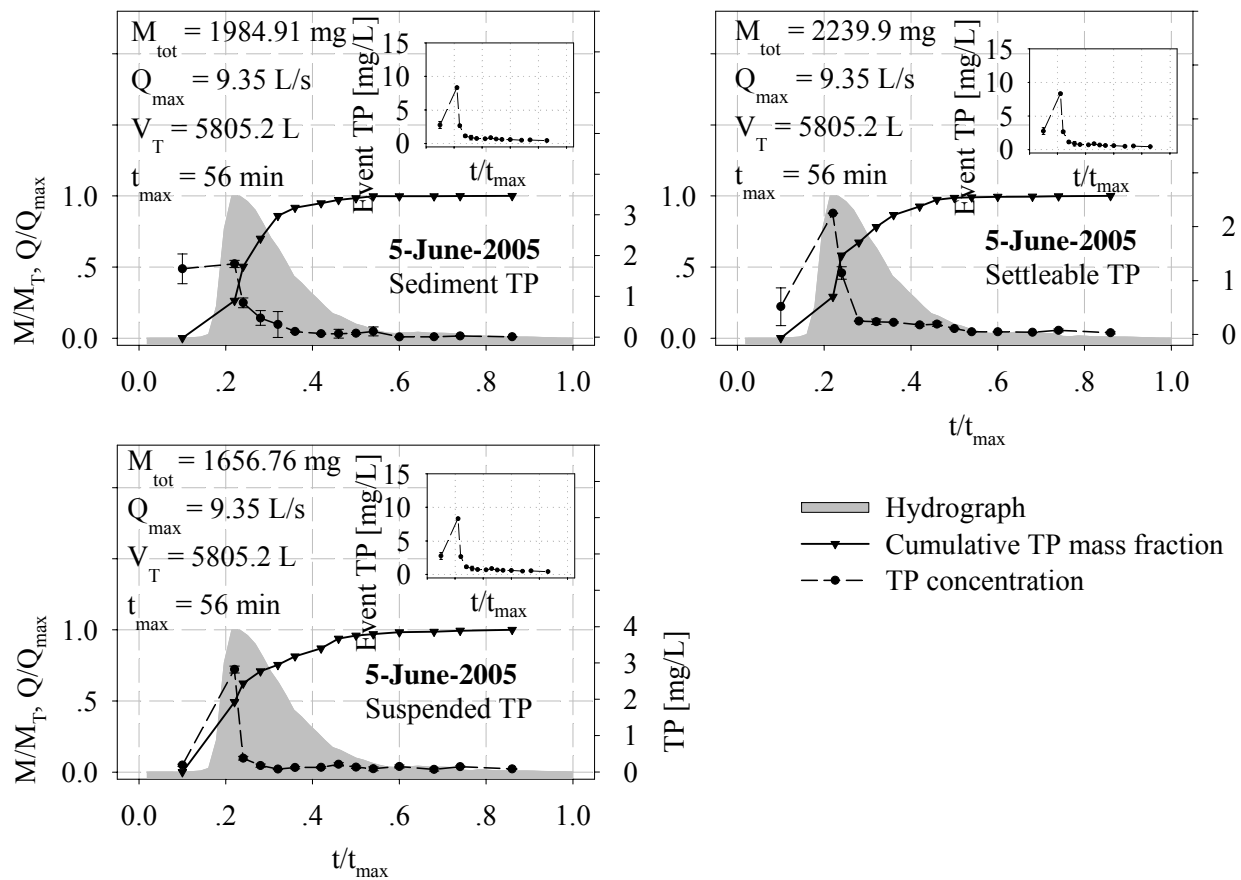 M_tot = 1984.91 mg
Q_max = 9.35 L/s
V_T = 5805.2 L
t_max = 56 min
Event TP [mg/L]
15
10
5
0
t/t_max
5-June-2005
Sediment TP
M/M_T, Q/Q_max
1.0
.5
0.0
3
2
1
0
0.0 .2 .4 .6 .8 1.0
M_tot = 2239.9 mg
Q_max = 9.35 L/s
V_T = 5805.2 L
t_max = 56 min
Event TP [mg/L]
15
10
5
0
t/t_max
5-June-2005
Settleable TP
1.0
.5
0.0
2
1
0
0.0 .2 .4 .6 .8 1.0
t/t_max
M_tot = 1656.76 mg
Q_max = 9.35 L/s
V_T = 5805.2 L
t_max = 56 min
Event TP [mg/L]
15
10
5
0
t/t_max
5-June-2005
Suspended TP
M/M_T, Q/Q_max
1.0
.5
0.0
4
3
2
1
0
TP [mg/L]
0.0 .2 .4 .6 .8 1.0
t/t_max
Hydrograph
Cumulative TP mass fraction
TP concentration